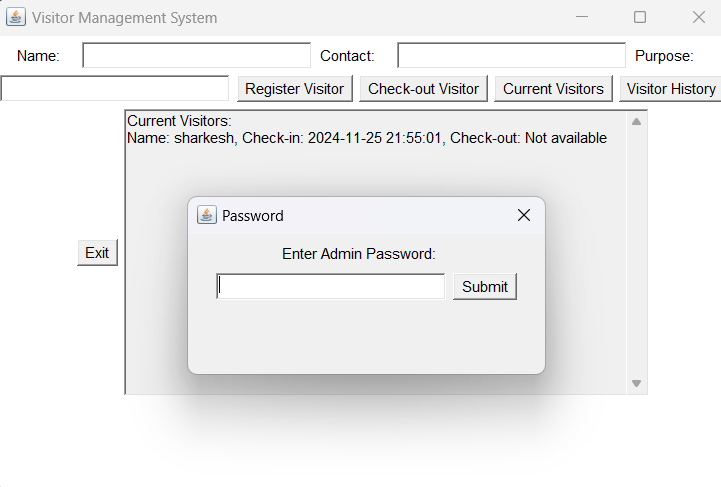 Visitor Management System
Name: Contact: Purpose:
Register Visitor Check-out Visitor Current Visitors Visitor History
Current Visitors:
Name: sharkesh, Check-in: 2024-11-25 21:55:01, Check-out: Not available
Password
Enter Admin Password:
Exit
Submit